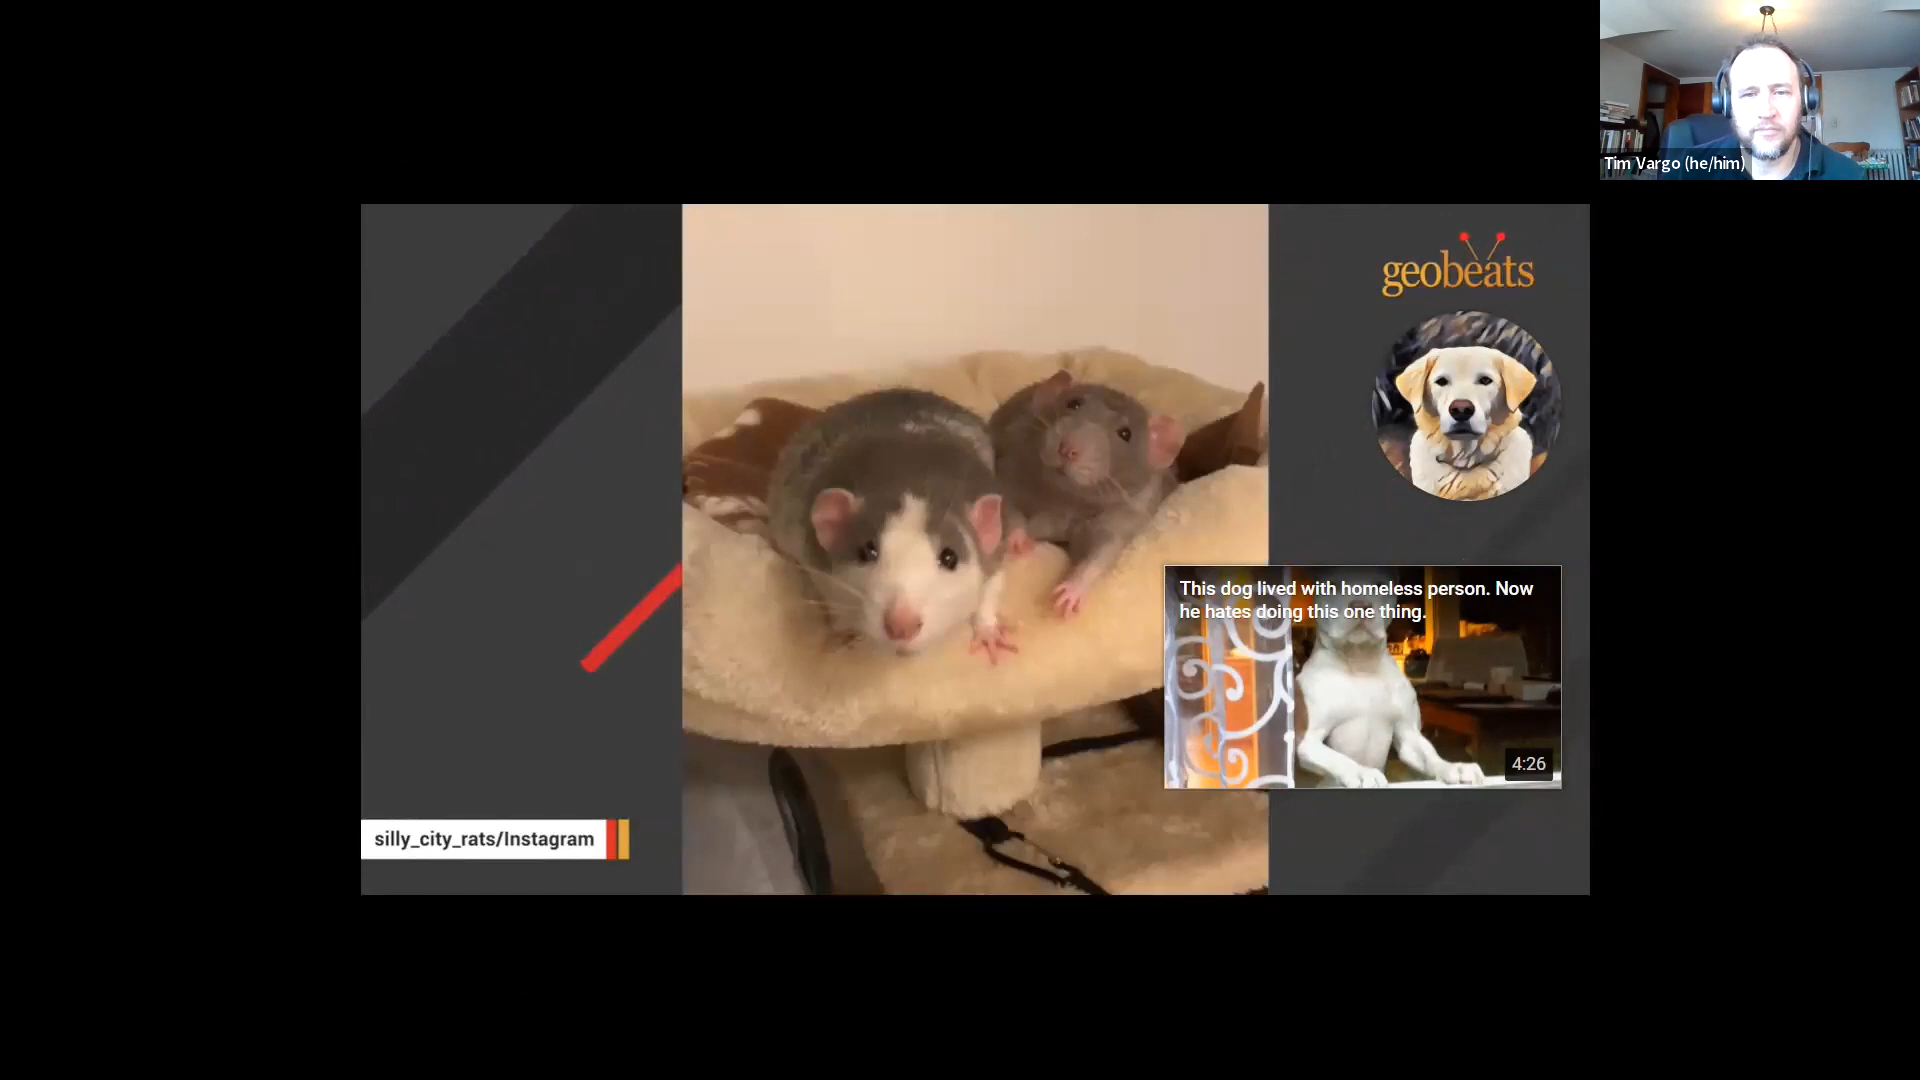 Tim Vargo (he/him)
geobeats
This dog lived with homeless person. Now
he hates doing this one thing.
4:26
silly_city_rats/Instagram